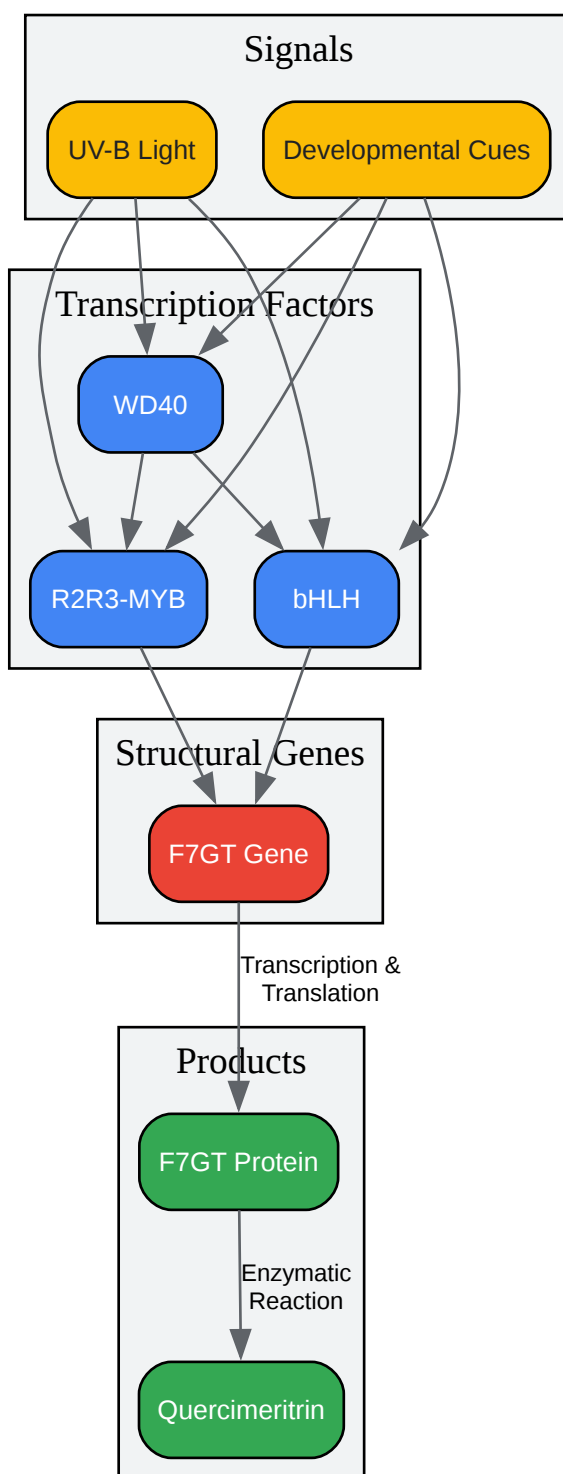 Signals
UV-B Light
Developmental Cues
Transcription Factors
WD40
R2R3-MYB
bHLH
Structural Genes
F7GT Gene
Transcription &
Translation
Products
F7GT Protein
Enzymatic
Reaction
Quercimeritrin